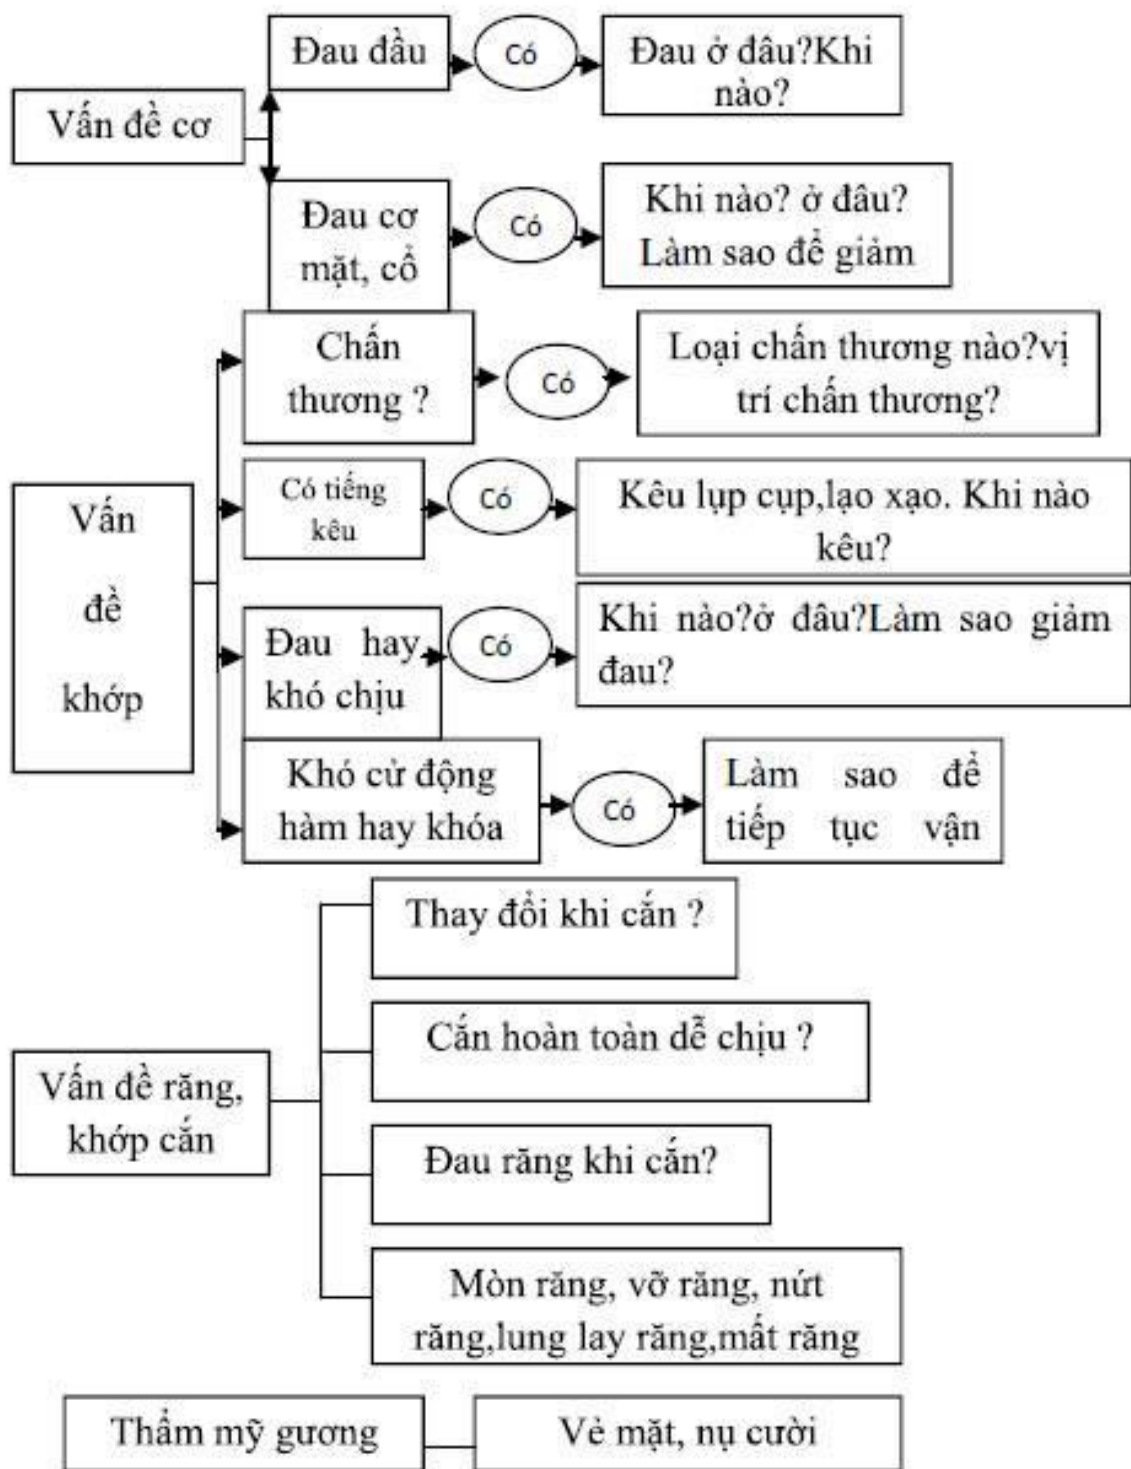 Đau đầu
Có
Đau ở đâu?Khi
nào?
Vấn đề cơ
Đau cơ
mặt, cổ
Có
Khi nào? ở đâu?
Làm sao để giảm
Chấn
thương ?
Có
Loại chấn thương nào?vị
trí chấn thương?
Vấn
đề
khớp
Có tiếng
kêu
Có
Kêu lụp cụp,lạo xạo. Khi nào
kêu?
Đau hay
khó chịu
Có
Khi nào?ở đâu?Làm sao giảm
đau?
Khó cử động
hàm hay khóa
Có
Làm sao để
tiếp tục vận
Vấn đề răng,
khớp cắn
Thay đổi khi cắn ?
Cắn hoàn toàn dễ chịu ?
Đau răng khi cắn?
Mòn răng, vỡ răng, nứt
răng,lung lay răng,mất răng
Thẩm mỹ gương
Vẻ mặt, nụ cười